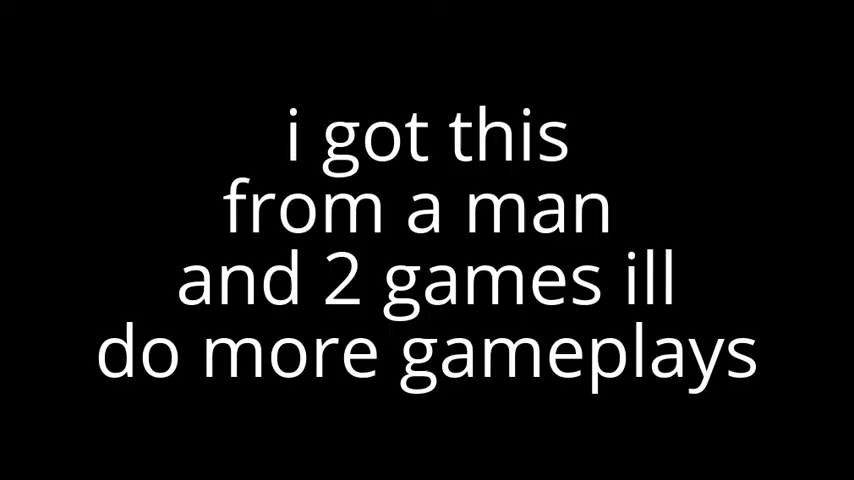 i got this
from a man
and 2 games ill
do more gameplays